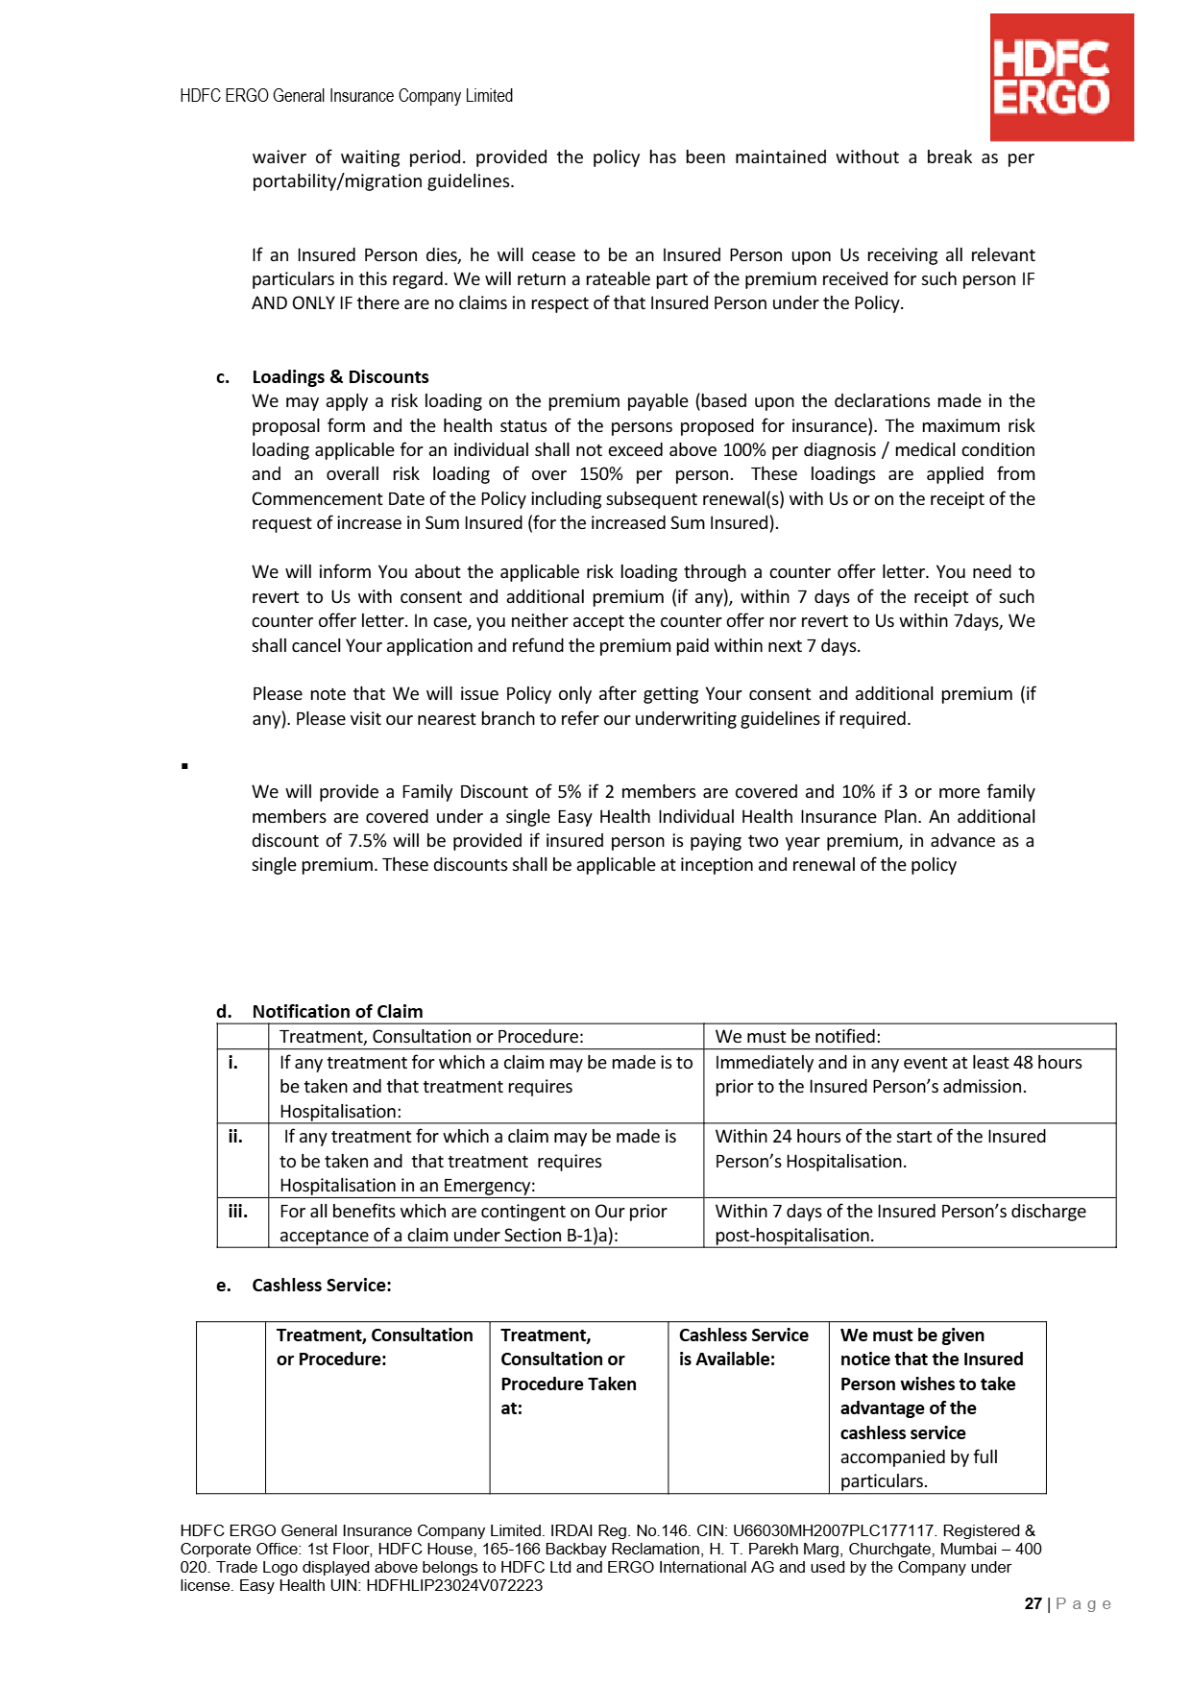 HDFC
ERGO
HDFC ERGO General Insurance Company Limited
waiver of waiting period. provided the policy has been maintained without a break as per
portability/migration guidelines.
If an Insured Person dies, he will cease to be an Insured Person upon Us receiving all relevant
particulars in this regard. We will return a rateable part of the premium received for such person IF
AND ONLY IF there are no claims in respect of that Insured Person under the Policy.
c. Loadings & Discounts
We may apply a risk loading on the premium payable (based upon the declarations made in the
proposal form and the health status of the persons proposed for insurance). The maximum risk
loading applicable for an individual shall not exceed above 100% per diagnosis / medical condition
and an overall risk loading of over 150% per person. These loadings are applied from
Commencement Date of the Policy including subsequent renewal(s) with Us or on the receipt of the
request of increase in Sum Insured (for the increased Sum Insured).
We will inform You about the applicable risk loading through a counter offer letter. You need to
revert to Us with consent and additional premium (if any), within 7 days of the receipt of such
counter offer letter. In case, you neither accept the counter offer nor revert to Us within 7days, We
shall cancel Your application and refund the premium paid within next 7 days.
Please note that We will issue Policy only after getting Your consent and additional premium (if
any). Please visit our nearest branch to refer our underwriting guidelines if required.
▪
We will provide a Family Discount of 5% if 2 members are covered and 10% if 3 or more family
members are covered under a single Easy Health Individual Health Insurance Plan. An additional
discount of 7.5% will be provided if insured person is paying two year premium, in advance as a
single premium. These discounts shall be applicable at inception and renewal of the policy
d. Notification of Claim
Treatment, Consultation or Procedure:
We must be notified:
i.
If any treatment for which a claim may be made is to
be taken and that treatment requires
Hospitalisation:
Immediately and in any event at least 48 hours
prior to the Insured Person’s admission.
ii.
If any treatment for which a claim may be made is
to be taken and that treatment requires
Hospitalisation in an Emergency:
Within 24 hours of the start of the Insured
Person’s Hospitalisation.
iii.
For all benefits which are contingent on Our prior
acceptance of a claim under Section B-1)a):
Within 7 days of the Insured Person’s discharge
post-hospitalisation.
e. Cashless Service:
Treatment, Consultation
or Procedure:
Treatment,
Consultation or
Procedure Taken
at:
Cashless Service
is Available:
We must be given
notice that the Insured
Person wishes to take
advantage of the
cashless service
accompanied by full
particulars.
HDFC ERGO General Insurance Company Limited. IRDAI Reg. No.146. CIN: U66030MH2007PLC177117. Registered &
Corporate Office: 1st Floor, HDFC House, 165-166 Backbay Reclamation, H. T. Parekh Marg, Churchgate, Mumbai – 400
020. Trade Logo displayed above belongs to HDFC Ltd and ERGO International AG and used by the Company under
license. Easy Health UIN: HDFHLIP23024V072223
27 | P a g e